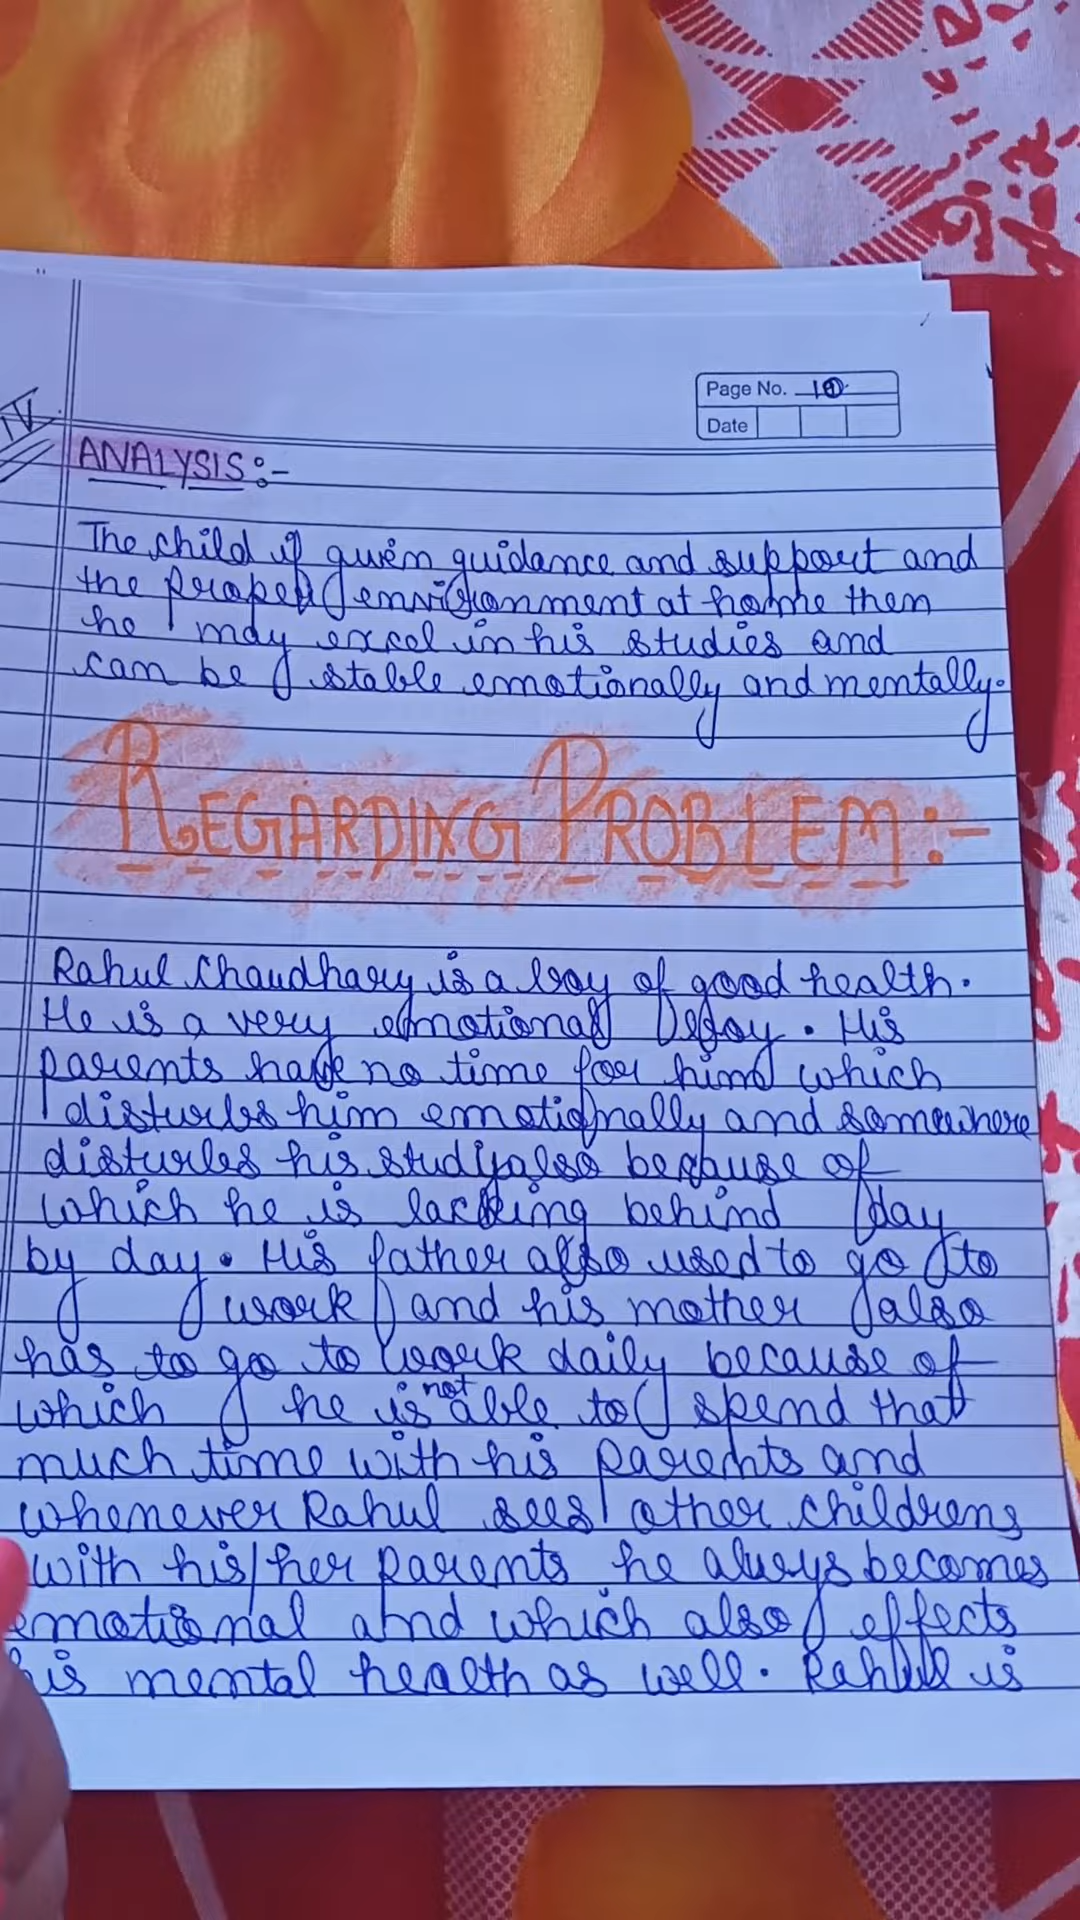 Page No. 10
Date
IV
ANALYSIS:-
The child if given guidance and support and
the proper environment at home then
he may excel in his studies and
can be stable emotionally and mentally.
REGARDING PROBLEM:-
Rahul Chaudhary is a boy of good health.
He is a very emotional boy. His
parents have no time for him which
disturbs him emotionally and somewhere
disturbs his study also because of
which he is lacking behind day
by day. His father also used to go to
work and his mother also
has to go to work daily because of
which he is not able to spend that
much time with his parents and
whenever Rahul sees other childrens
with his/her parents he always becomes
emotional and which also effects
his mental health as well. Rahul is